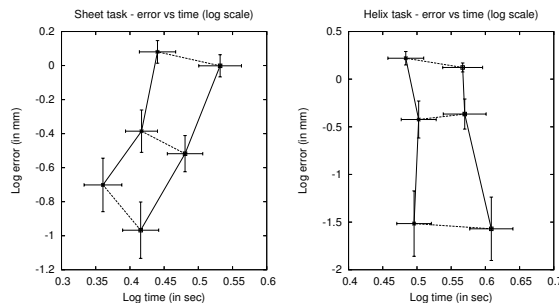 Sheet task - error vs time (log scale)
0.2
0
-0.2
-0.4
-0.6
-0.8
-1
-1.2
Log error (in mm)
0.3 0.35 0.4 0.45 0.5 0.55 0.6
Log time (in sec)
Helix task - error vs time (log scale)
0.5
0
-0.5
-1
-1.5
-2
Log error (in mm)
0.4 0.45 0.5 0.55 0.6 0.65 0.7
Log time (in sec)